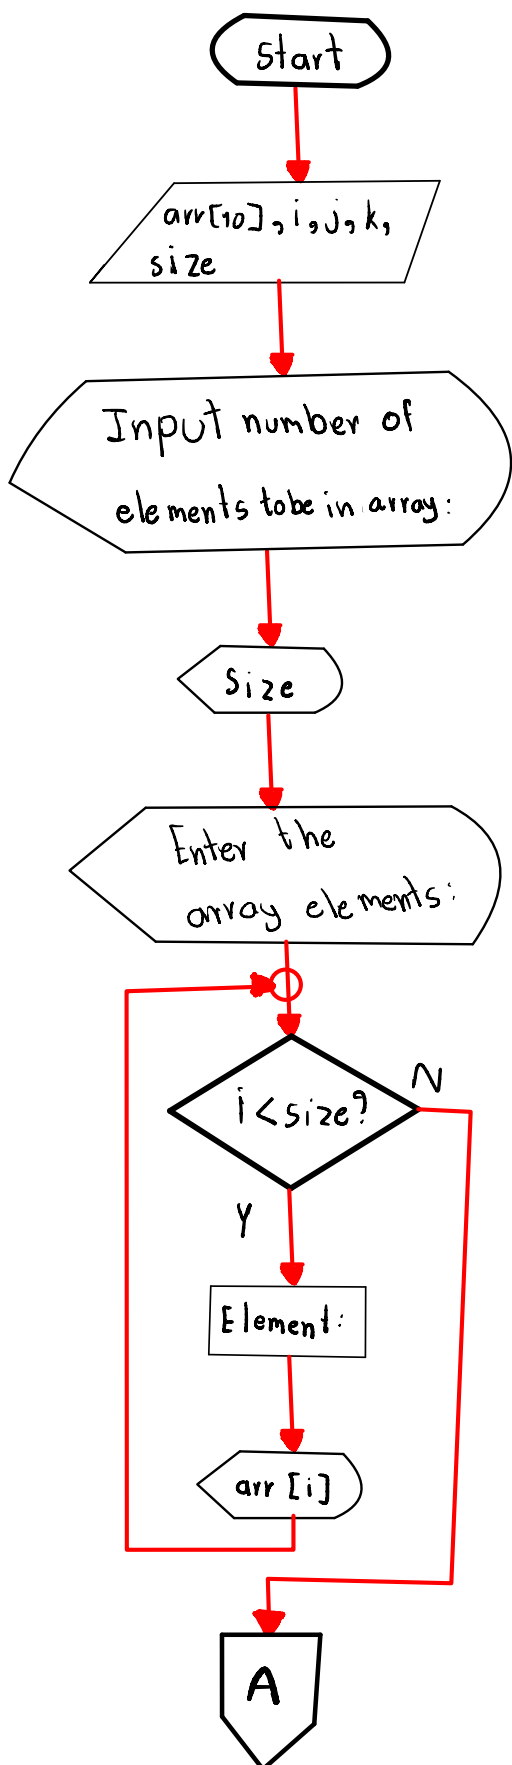 Start
arr[10], i, j, k,
size
Input number of
elements tobe in array:
Size
Enter the
array elements:
i < size?
N
Y
Element:
arr [i]
A